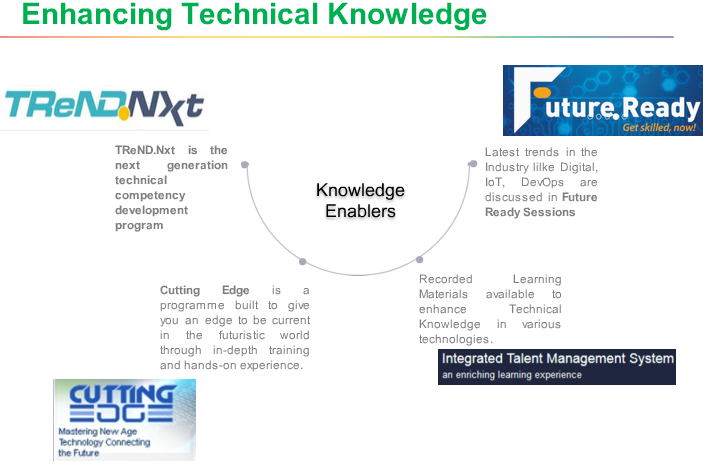 Enhancing Technical Knowledge
TReND.Nxt
Future Ready
Get skilled, now!
TReND.Nxt is the
next generation
technical
competency
development
program
Knowledge
Enablers
Latest trends in the
Industry lilke Digital,
IoT, DevOps are
discussed in Future
Ready Sessions
Cutting Edge is a
programme built to give
you an edge to be current
in the futuristic world
through in-depth training
and hands-on experience.
Recorded Learning
Materials available to
enhance Technical
Knowledge in various
technologies.
Integrated Talent Management System
an enriching learning experience
CUTTING
EDGE
Mastering New Age
Technology Connecting
the Future